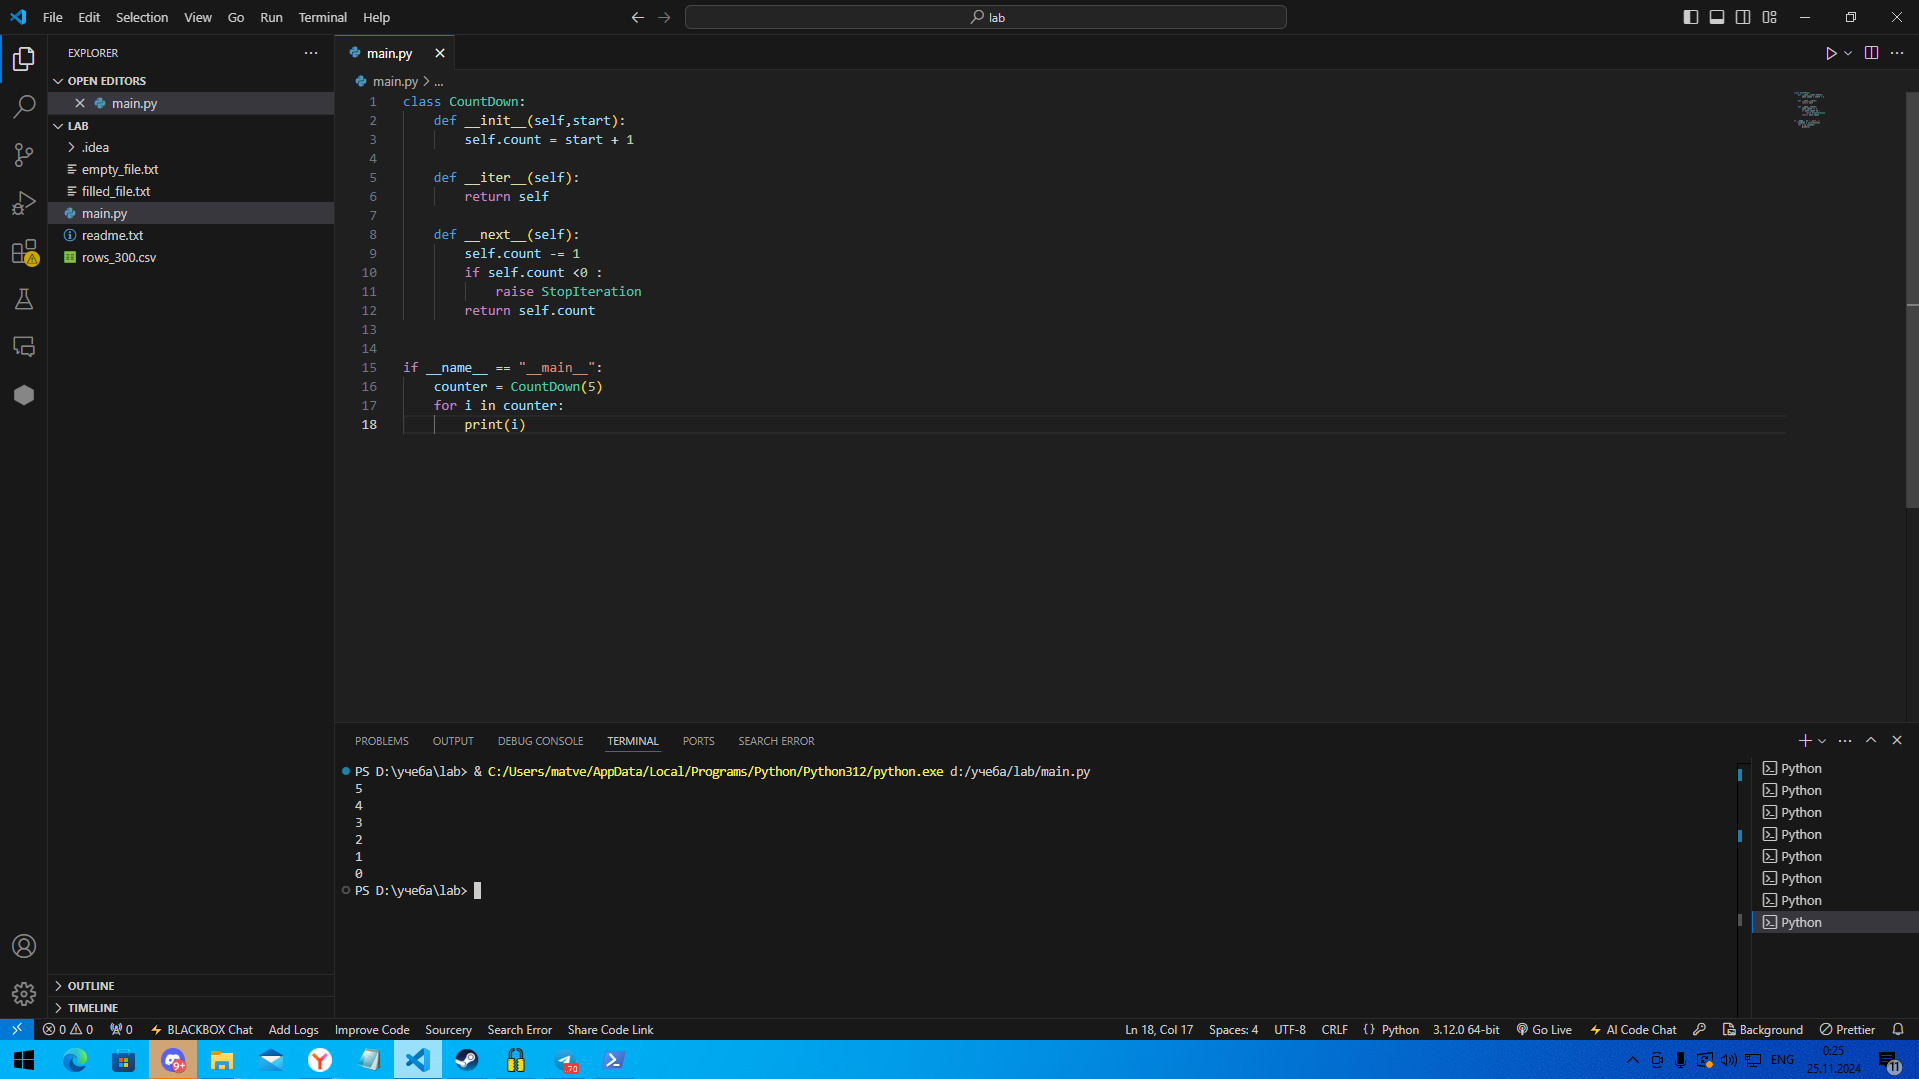 File Edit Selection View Go Run Terminal Help
lab
EXPLORER
OPEN EDITORS
main.py
LAB
.idea
empty_file.txt
filled_file.txt
main.py
readme.txt
rows_300.csv
OUTLINE
TIMELINE
main.py
main.py > ...
1 class CountDown:
2 def __init__(self,start):
3 self.count = start + 1
4
5 def __iter__(self):
6 return self
7
8 def __next__(self):
9 self.count -= 1
10 if self.count <0 :
11 raise StopIteration
12 return self.count
13
14
15 if __name__ == "__main__":
16 counter = CountDown(5)
17 for i in counter:
18 print(i)
PROBLEMS OUTPUT DEBUG CONSOLE TERMINAL PORTS SEARCH ERROR
PS D:\учеба\lab> & C:/Users/matve/AppData/Local/Programs/Python/Python312/python.exe d:/учеба/lab/main.py
5
4
3
2
1
0
PS D:\учеба\lab>
Python
Python
Python
Python
Python
Python
Python
Python
0 0 0 BLACKBOX Chat Add Logs Improve Code Sourcery Search Error Share Code Link Ln 18, Col 17 Spaces: 4 UTF-8 CRLF {} Python 3.12.0 64-bit Go Live AI Code Chat Background Prettier
9+ 70 ENG
0:25
25.11.2024
11